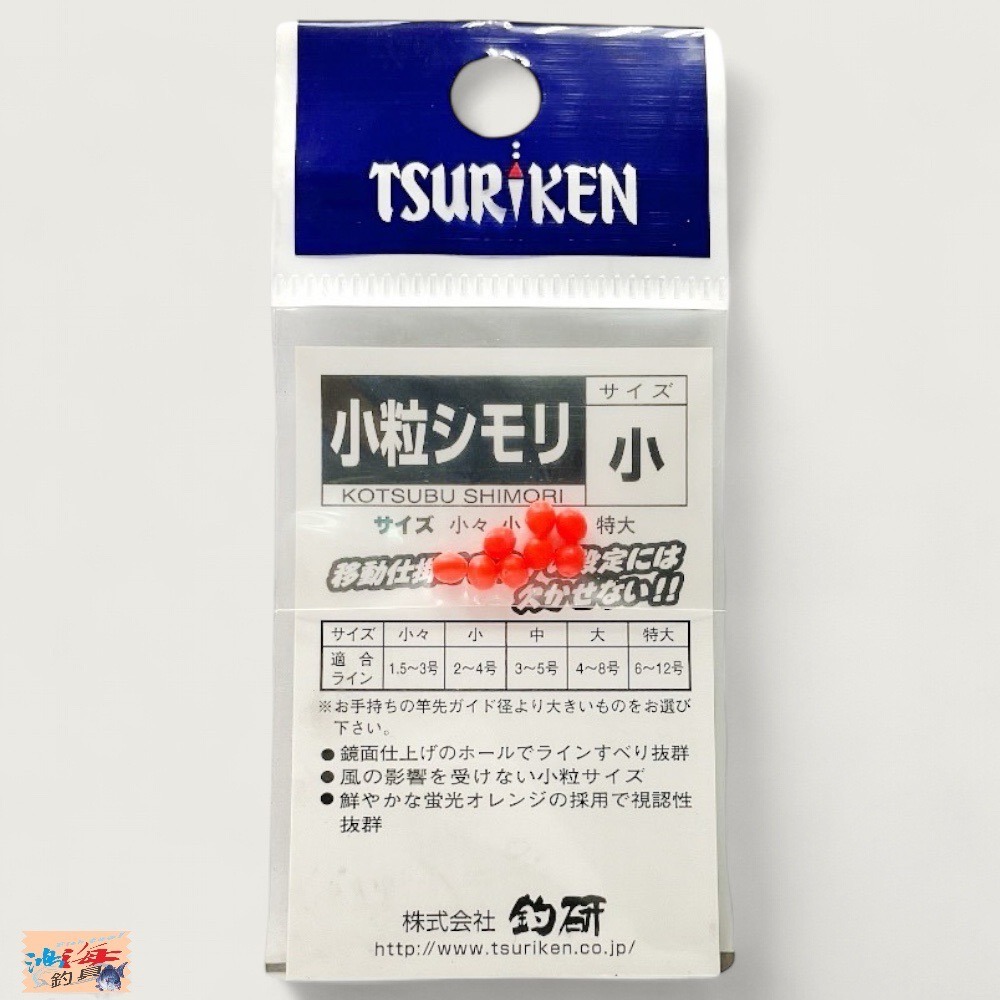 TSURIKEN
小粒シモリ
サイズ
小
KOTSUBU SHIMORI
サイズ 小々 小 特大
移動仕掛 設定には
欠かせない!!
サイズ 小々 小 中 大 特大
適合ライン 1.5〜3号 2〜4号 3〜5号 4〜8号 6〜12号
※お手持ちの竿先ガイド径より大きいものをお選び
下さい。
●鏡面仕上げのホールでラインすべり抜群
●風の影響を受けない小粒サイズ
●鮮やかな蛍光オレンジの採用で視認性
抜群
株式会社 釣研
http://www.tsuriken.co.jp/
海
釣具